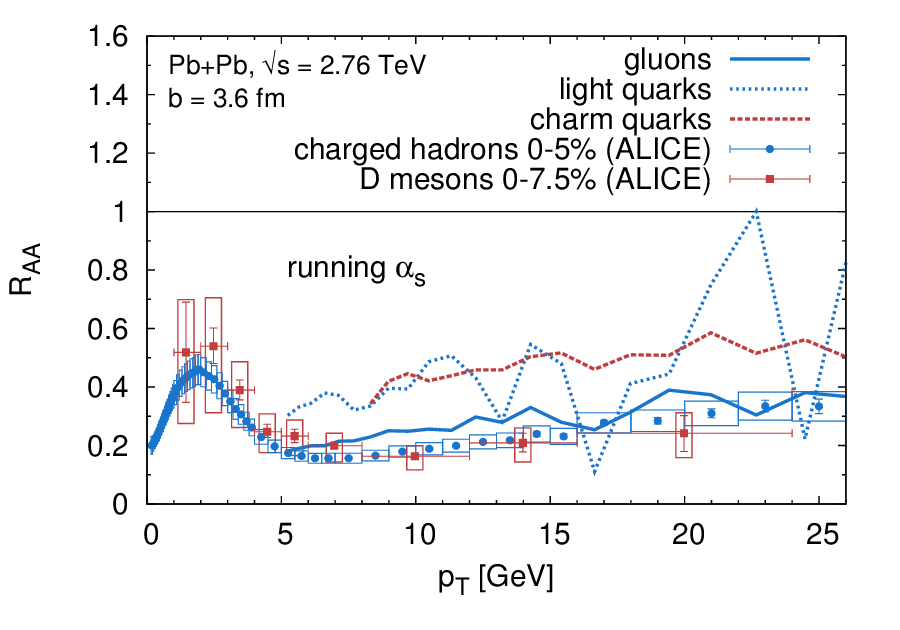 1.6
1.4
1.2
1
0.8
0.6
0.4
0.2
0
R_AA
Pb+Pb, √s = 2.76 TeV
b = 3.6 fm
gluons
light quarks
charm quarks
charged hadrons 0-5% (ALICE)
D mesons 0-7.5% (ALICE)
running α_s
0 5 10 15 20 25
p_T [GeV]